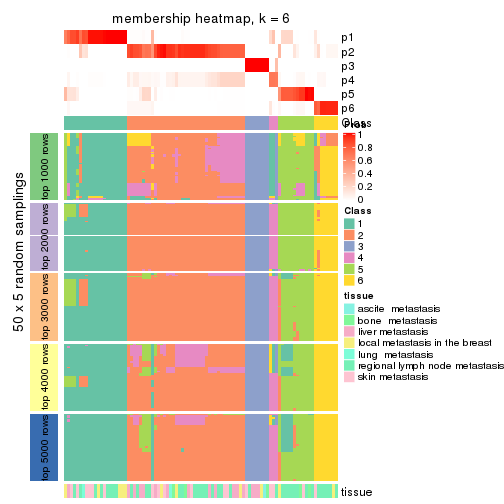 membership heatmap, k = 6
p1
p2
p3
p4
p5
p6
Class
Prob
1
0.8
0.6
0.4
0.2
0
Class
1
2
3
4
5
6
tissue
ascite metastasis
bone metastasis
liver metastasis
local metastasis in the breast
lung metastasis
regional lymph node metastasis
skin metastasis
50 x 5 random samplings
top 1000 rows
top 2000 rows
top 3000 rows
top 4000 rows
top 5000 rows
tissue